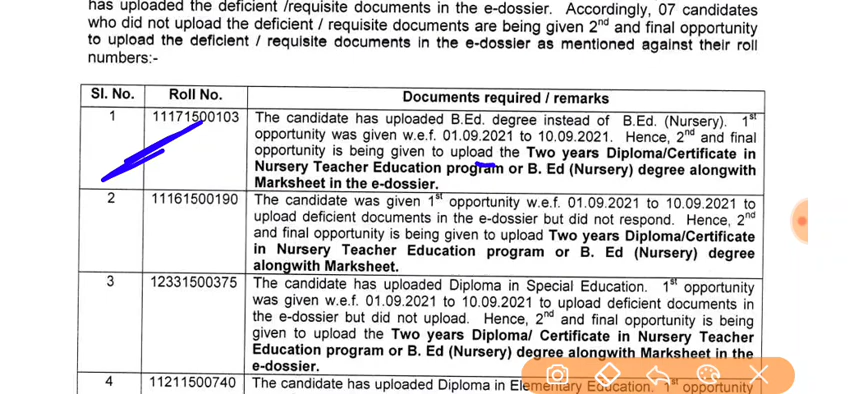 has uploaded the deficient /requisite documents in the e-dossier. Accordingly, 07 candidates
who did not upload the deficient / requisite documents are being given 2nd and final opportunity
to upload the deficient / requisite documents in the e-dossier as mentioned against their roll
numbers:-
Sl. No. Roll No. Documents required / remarks
1 11171500103 The candidate has uploaded B.Ed. degree instead of B.Ed. (Nursery). 1st
opportunity was given w.e.f. 01.09.2021 to 10.09.2021. Hence, 2nd and final
opportunity is being given to upload the Two years Diploma/Certificate in
Nursery Teacher Education program or B. Ed (Nursery) degree alongwith
Marksheet in the e-dossier.
2 11161500190 The candidate was given 1st opportunity w.e.f. 01.09.2021 to 10.09.2021 to
upload deficient documents in the e-dossier but did not respond. Hence, 2nd
and final opportunity is being given to upload Two years Diploma/Certificate
in Nursery Teacher Education program or B. Ed (Nursery) degree
alongwith Marksheet.
3 12331500375 The candidate has uploaded Diploma in Special Education. 1st opportunity
was given w.e.f. 01.09.2021 to 10.09.2021 to upload deficient documents in
the e-dossier but did not upload. Hence, 2nd and final opportunity is being
given to upload the Two years Diploma/ Certificate in Nursery Teacher
Education program or B. Ed (Nursery) degree alongwith Marksheet in the
e-dossier.
4 11211500740 The candidate has uploaded Diploma in Elementary Education. 1st opportunity